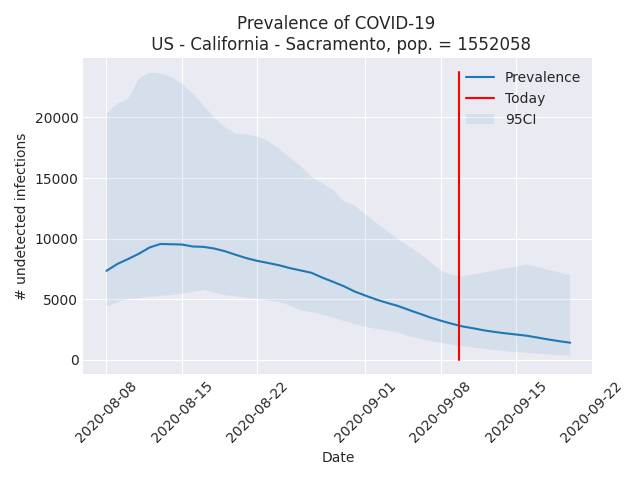 Prevalence of COVID-19
US - California - Sacramento, pop. = 1552058
Prevalence
Today
95CI
# undetected infections
20000
15000
10000
5000
0
2020-08-08
2020-08-15
2020-08-22
2020-09-01
2020-09-08
2020-09-15
2020-09-22
Date